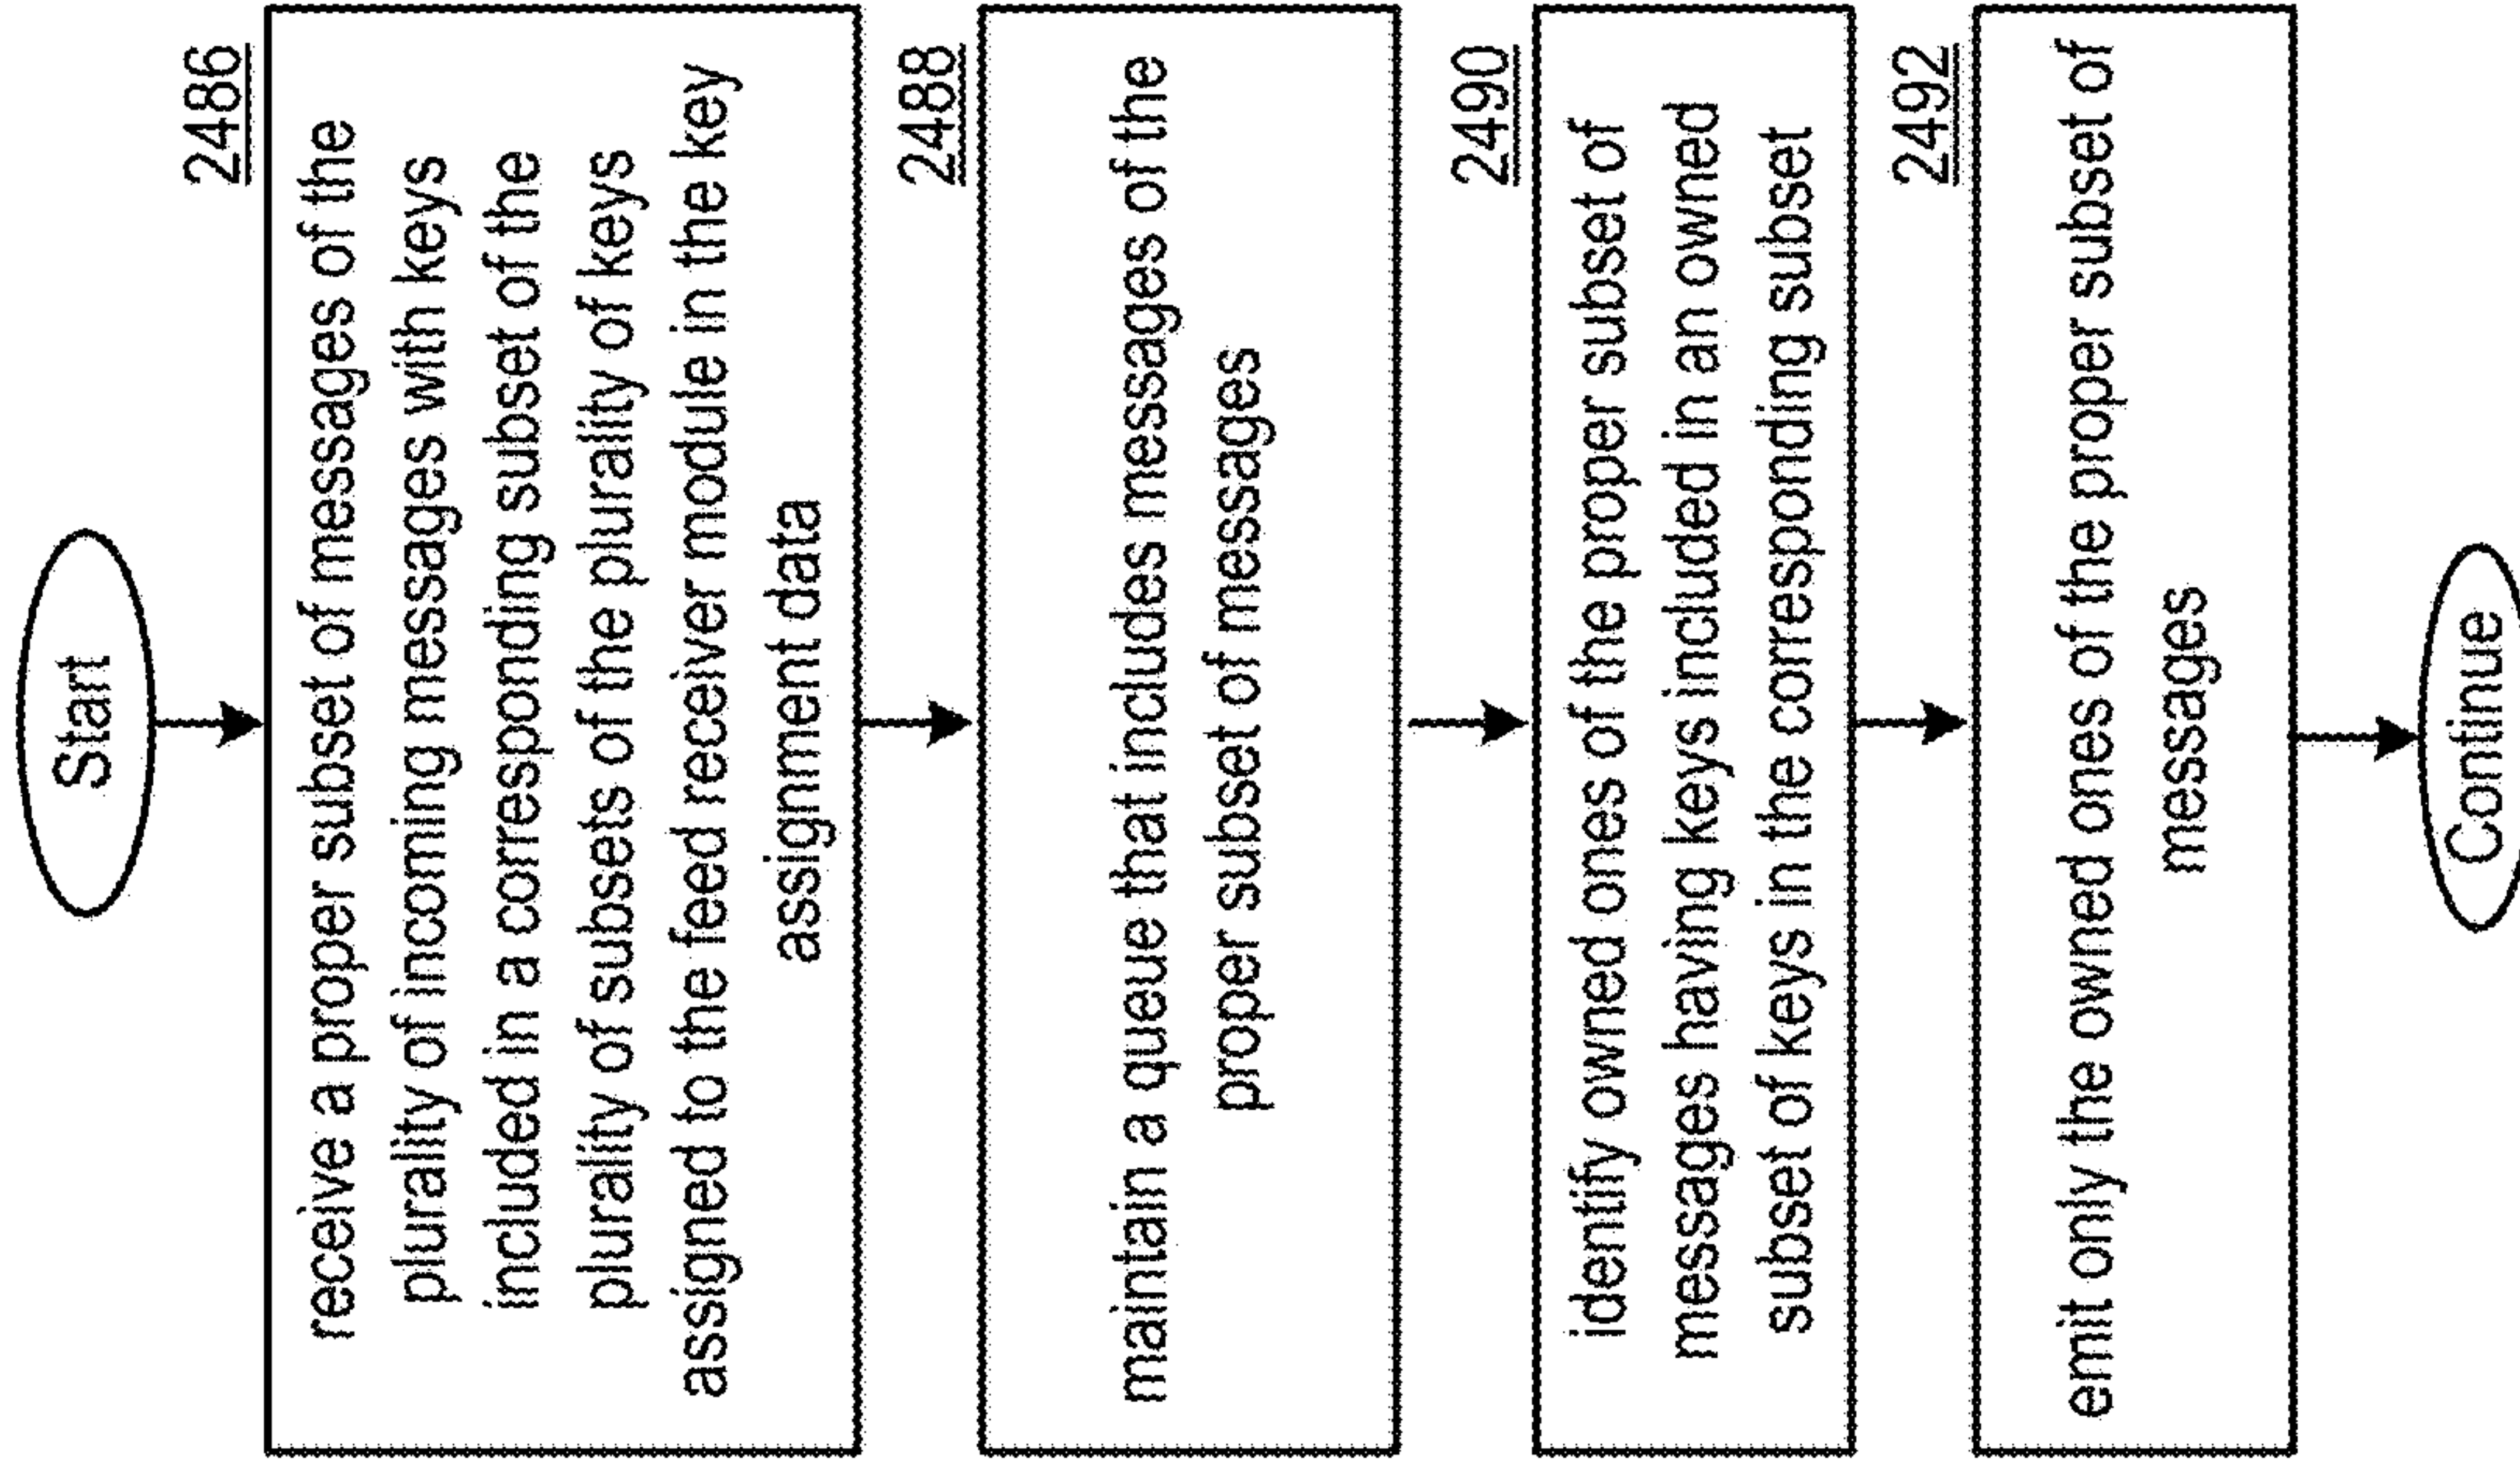 Start
2486
receive a proper subset of messages of the
plurality of incoming messages with keys
included in a corresponding subset of the
plurality of subsets of the plurality of keys
assigned to the feed receiver module in the key
assignment data
2488
maintain a queue that includes messages of the
proper subset of messages
2490
identify owned ones of the proper subset of
messages having keys included in an owned
subset of keys in the corresponding subset
2492
emit only the owned ones of the proper subset of
messages
Continue